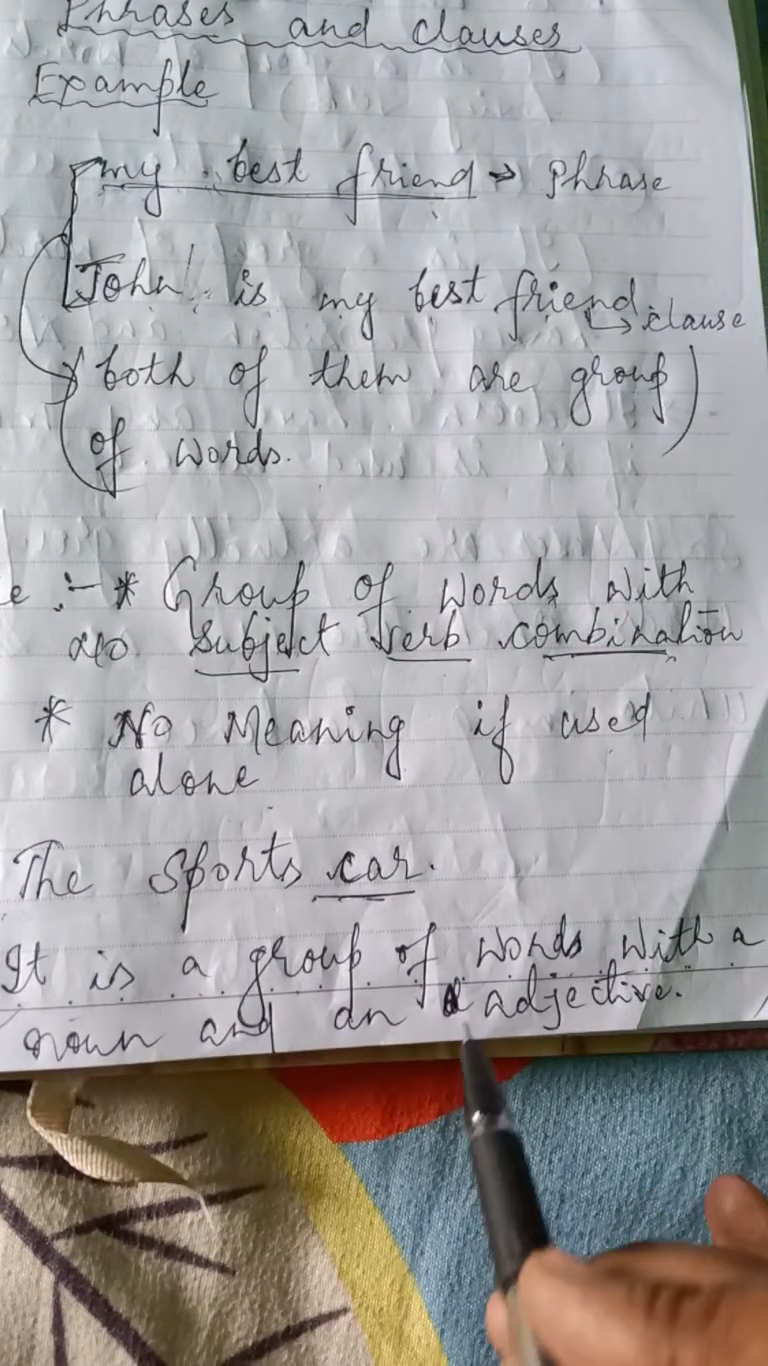 Phrases and clauses
Example
my best friend → Phrase
John is my best friend
↳ clause
both of them are group
of words.
e :- * Group of words with
no subject verb combination
* No Meaning if used
alone
The sports car.
It is a group of words with a
noun and an adjective.